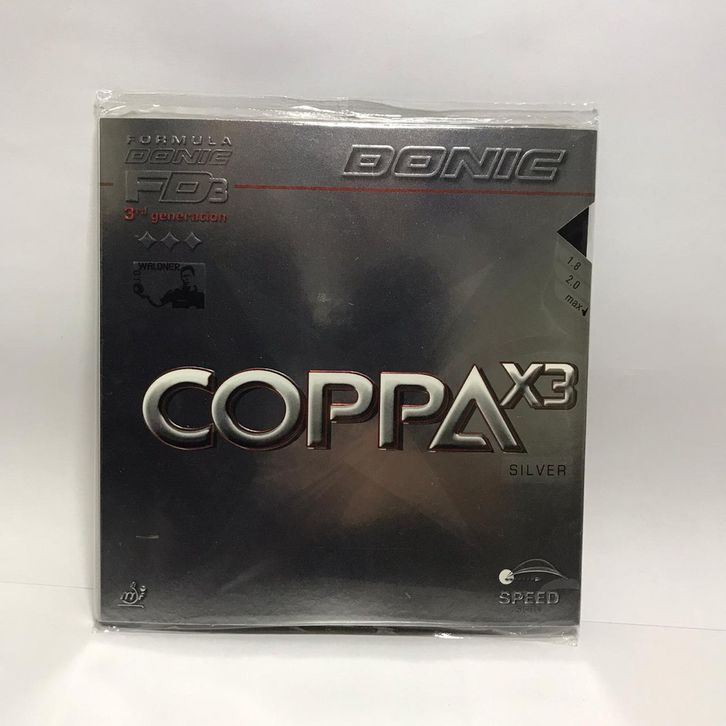 FORMULA
DONIC
DONIC
FD3
3rd generation
WALDNER
1.8
2.0
max
COPPA X3
SILVER
SPEED